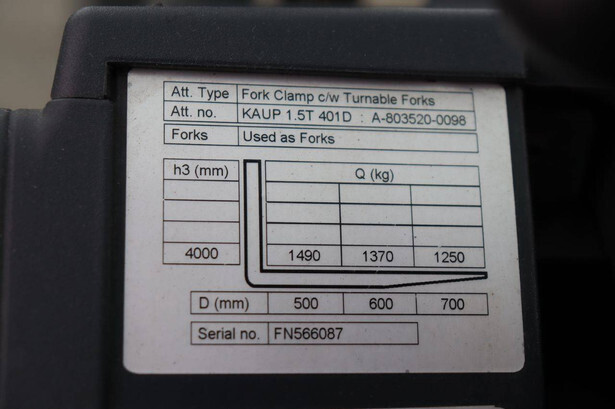 Att. Type Fork Clamp c/w Turnable Forks
Att. no. KAUP 1.5T 401D : A-803520-0098
Forks Used as Forks
h3 (mm) Q (kg)
4000 1490 1370 1250
D (mm) 500 600 700
Serial no. FN566087